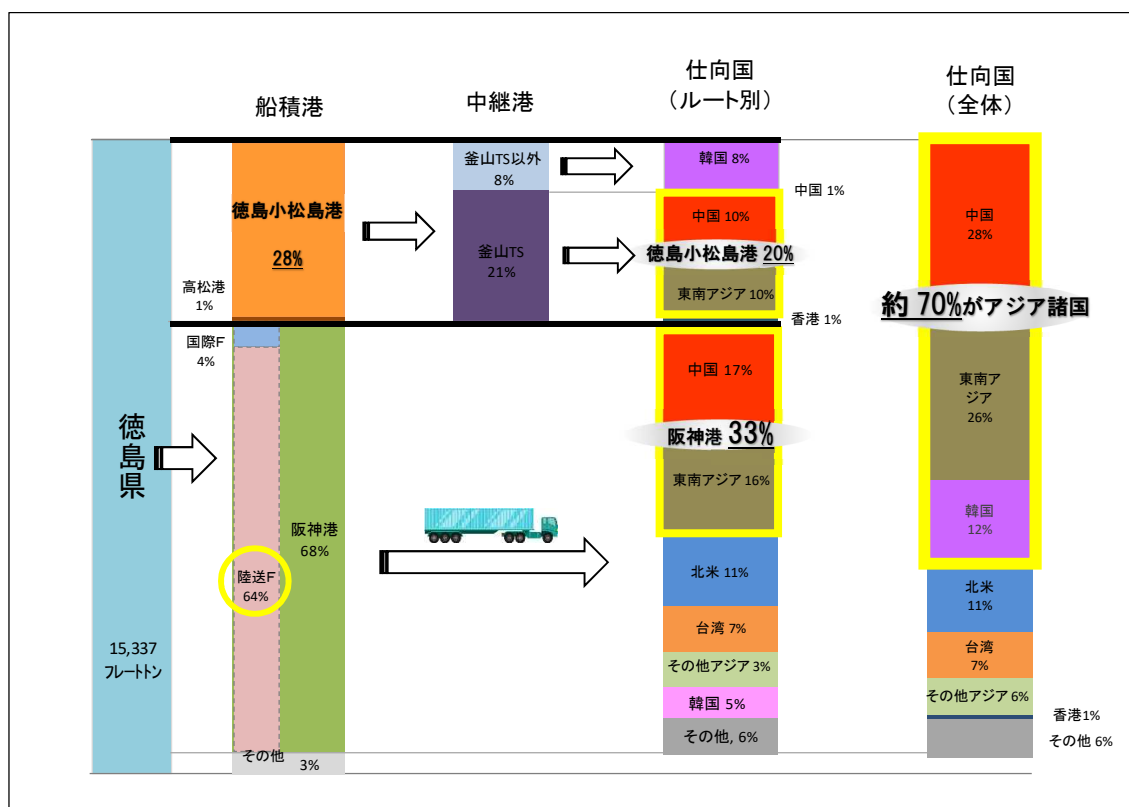 船積港
中継港
仕向国
（ルート別）
仕向国
（全体）
徳島県
15,337
フレートトン
徳島小松島港
28%
高松港
1%
国際F
4%
陸送F
64%
阪神港
68%
その他
3%
釜山TS以外
8%
釜山TS
21%
韓国 8%
中国 1%
中国 10%
徳島小松島港 20%
東南アジア 10%
香港 1%
中国 17%
阪神港 33%
東南アジア 16%
北米 11%
台湾 7%
その他アジア 3%
韓国 5%
その他, 6%
中国
28%
約 70%がアジア諸国
東南ア
ジア
26%
韓国
12%
北米
11%
台湾
7%
その他アジア 6%
香港1%
その他 6%